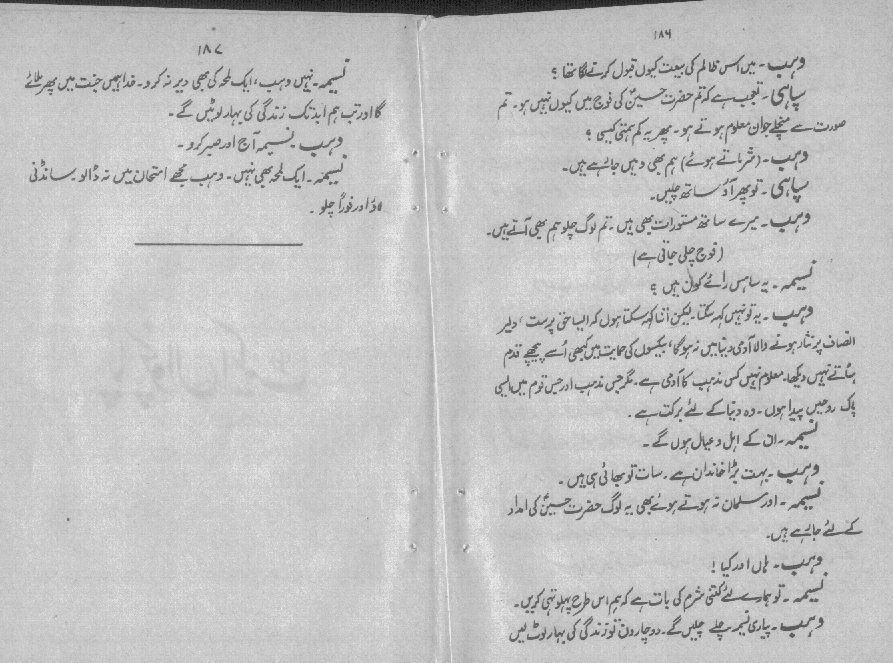 ۱۸۶
وہب۔ میں اس ظالم کی بیعت کیوں قبول کرنے لگا تھا؟
سپاہی۔ تعجب ہے کہ تم حضرت حسینؑ کی فوج میں کیوں نہیں ہو۔ تم
صورت سے منچلے جوان معلوم ہوتے ہو۔ پھر یہ کم ہمتی کیسی؟
وہب۔ (شرماتے ہوئے) ہم بھی وہیں جا رہے ہیں۔
سپاہی۔ تو پھر آؤ ساتھ چلیں۔
وہب۔ میرے ساتھ مستورات بھی ہیں۔ تم لوگ چلو ہم بھی آتے ہیں۔
(فوج چلی جاتی ہے)
نسیمہ۔ یہ ساہس رائے کون ہیں؟
وہب۔ یہ تو نہیں کہہ سکتا۔ لیکن اتنا کہہ سکتا ہوں کہ ایسا حق پرست، دلیر
انصاف پر نثار ہونے والا آدمی دنیا میں نہ ہوگا، بیکسوں کی حمایت میں کبھی اُسے پیچھے قدم
ہٹاتے نہیں دیکھا۔ معلوم نہیں کس مذہب کا آدمی ہے۔ مگر جس مذہب اور جس قوم میں ایسی
پاک روحیں پیدا ہوں۔ وہ دنیا کے لئے برکت ہے۔
نسیمہ۔ ان کے اہل و عیال ہوں گے۔
وہب۔ بہت بڑا خاندان ہے۔ سات تو بھائی ہی ہیں۔
نسیمہ۔ اور مسلمان نہ ہوتے ہوئے بھی یہ لوگ حضرت حسینؑ کی امداد
کے لئے جا رہے ہیں۔
وہب۔ ہاں اور کیا!
نسیمہ۔ تو ہمارے لئے کتنی شرم کی بات ہے کہ ہم اس طرح پہلو تہی کریں۔
وہب۔ پیاری نسیمہ چلے چلیں گے۔ دو چار دن تو زندگی کی بہار لوٹ لیں
۱۸۷
نسیمہ۔ نہیں وہب، ایک لمحہ کی بھی دیر نہ کرو۔ خدا ہمیں جنت میں پھر ملائے
گا اور تب ہم ابد تک زندگی کی بہار لوٹیں گے۔
وہب۔ نسیمہ آج اور صبر کرو۔
نسیمہ۔ ایک لمحہ بھی نہیں۔ وہب مجھے امتحان میں نہ ڈالو۔ سانڈنی
لاؤ اور فوراً چلو۔